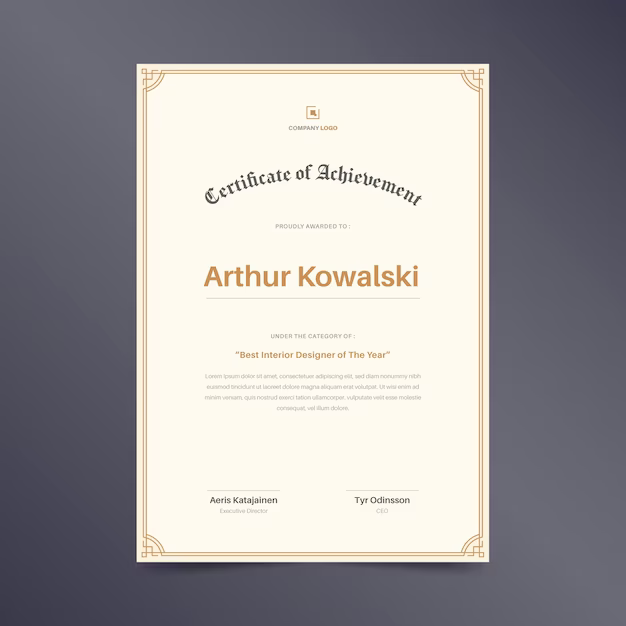 COMPANY LOGO
Certificate of Achievement
PROUDLY AWARDED TO :
Arthur Kowalski
UNDER THE CATEGORY OF :
"Best Interior Designer of The Year"
Lorem ipsum dolor sit amet, consectetuer adipiscing elit, sed diam nonummy
nibh euismod tincidunt ut laoreet dolore magna aliquam erat. Ut wisi enim ad
minim veniam, quis nostrud exerci tation ullamcorper. vulputate velit esse molestie
consequat, vel illum dolore.
Aeris Katajainen Tyr Odinsson
Executive Director CEO